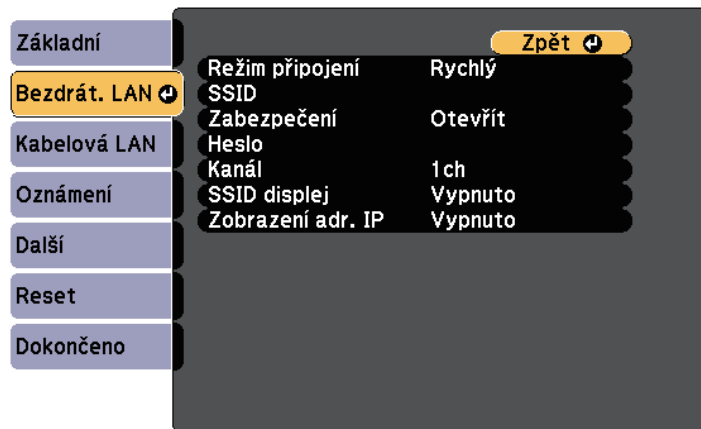 Základní
Bezdrát. LAN
Kabelová LAN
Oznámení
Další
Reset
Dokončeno
Zpět
Režim připojení Rychlý
SSID
Zabezpečení Otevřít
Heslo
Kanál 1ch
SSID displej Vypnuto
Zobrazení adr. IP Vypnuto